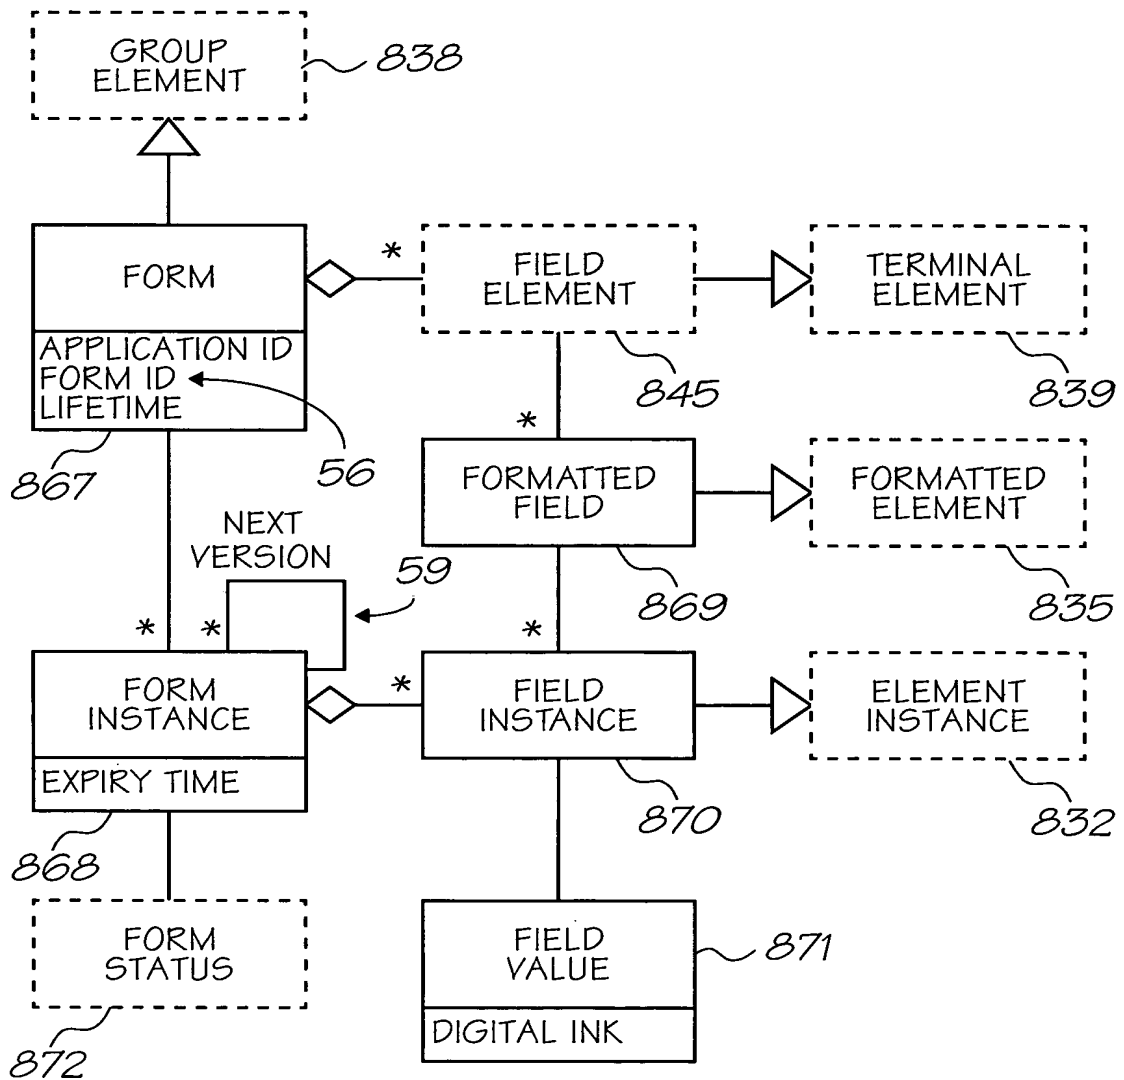 GROUP
ELEMENT
838
FORM
*
FIELD
ELEMENT
TERMINAL
ELEMENT
APPLICATION ID
FORM ID
LIFETIME
845
839
*
867
56
FORMATTED
FIELD
FORMATTED
ELEMENT
NEXT
VERSION
59
869
835
*
*
*
FORM
INSTANCE
*
FIELD
INSTANCE
ELEMENT
INSTANCE
EXPIRY TIME
870
832
868
FORM
STATUS
FIELD
VALUE
871
DIGITAL INK
872